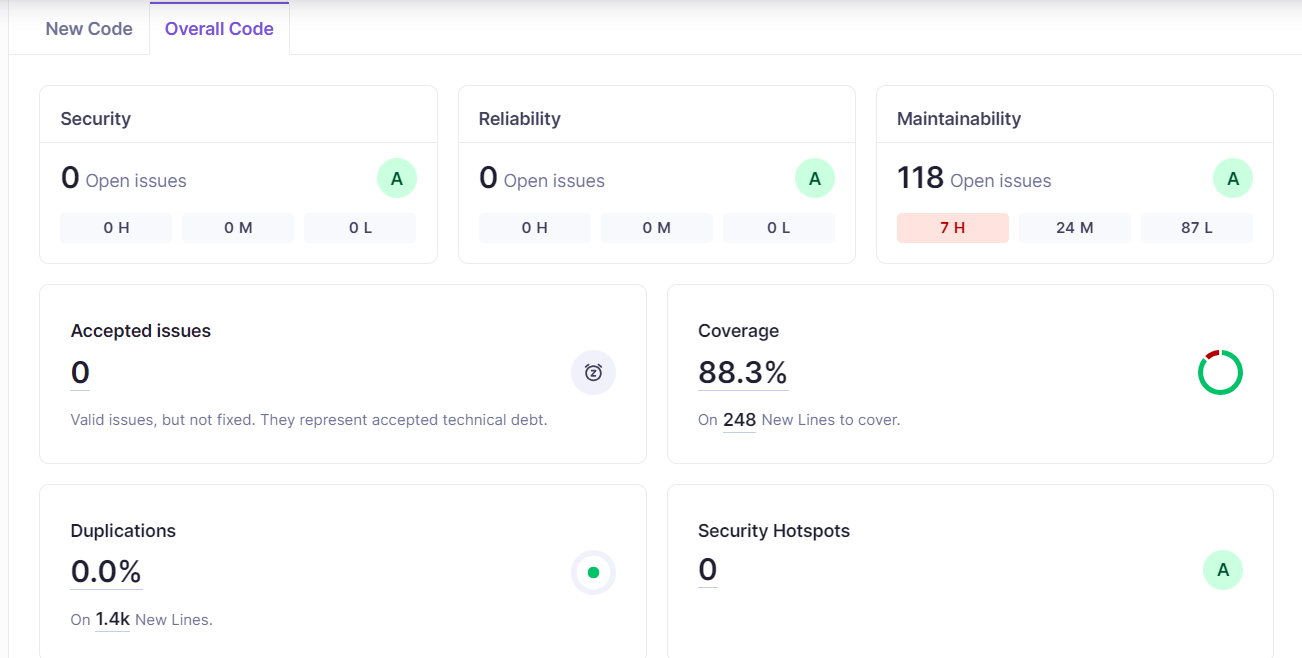 New Code Overall Code
Security
0 Open issues A
0 H 0 M 0 L
Reliability
0 Open issues A
0 H 0 M 0 L
Maintainability
118 Open issues A
7 H 24 M 87 L
Accepted issues
0
Valid issues, but not fixed. They represent accepted technical debt.
Coverage
88.3%
On 248 New Lines to cover.
Duplications
0.0%
On 1.4k New Lines.
Security Hotspots
0 A